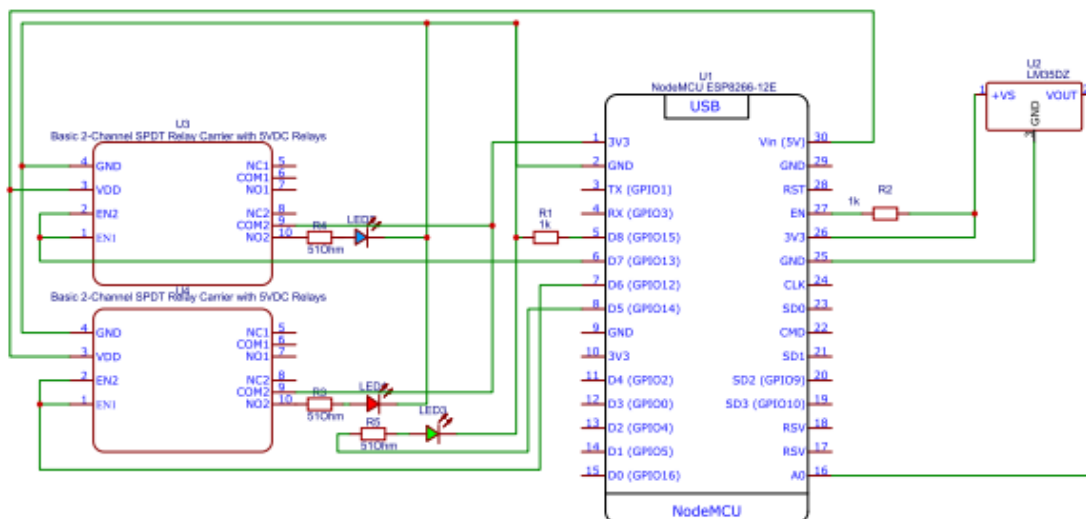 U3
Basic 2-Channel SPDT Relay Carrier with 5VDC Relays
4 GND
3 VDD
2 EN2
1 EN1
NC1 5
COM1 6
NO1 7
NC2 8
COM2 9
NO2 10
R4
51Ohm
LED2
U4
Basic 2-Channel SPDT Relay Carrier with 5VDC Relays
4 GND
3 VDD
2 EN2
1 EN1
NC1 5
COM1 6
NO1 7
NC2 8
COM2 9
NO2 10
R3
51Ohm
R5
51Ohm
LED3
R1
1k
U1
NodeMCU ESP8266-12E
USB
1 3V3
2 GND
3 TX (GPIO1)
4 RX (GPIO3)
5 D8 (GPIO15)
6 D7 (GPIO13)
7 D6 (GPIO12)
8 D5 (GPIO14)
9 GND
10 3V3
11 D4 (GPIO2)
12 D3 (GPIO0)
13 D2 (GPIO4)
14 D1 (GPIO5)
15 D0 (GPIO16)
Vin (5V) 30
GND 29
RST 28
EN 27
3V3 26
GND 25
CLK 24
SD0 23
CMD 22
SD1 21
SD2 (GPIO9) 20
SD3 (GPIO10) 19
RSV 18
RSV 17
A0 16
NodeMCU
R2
1k
U2
LM35DZ
1 +VS
VOUT 2
GND